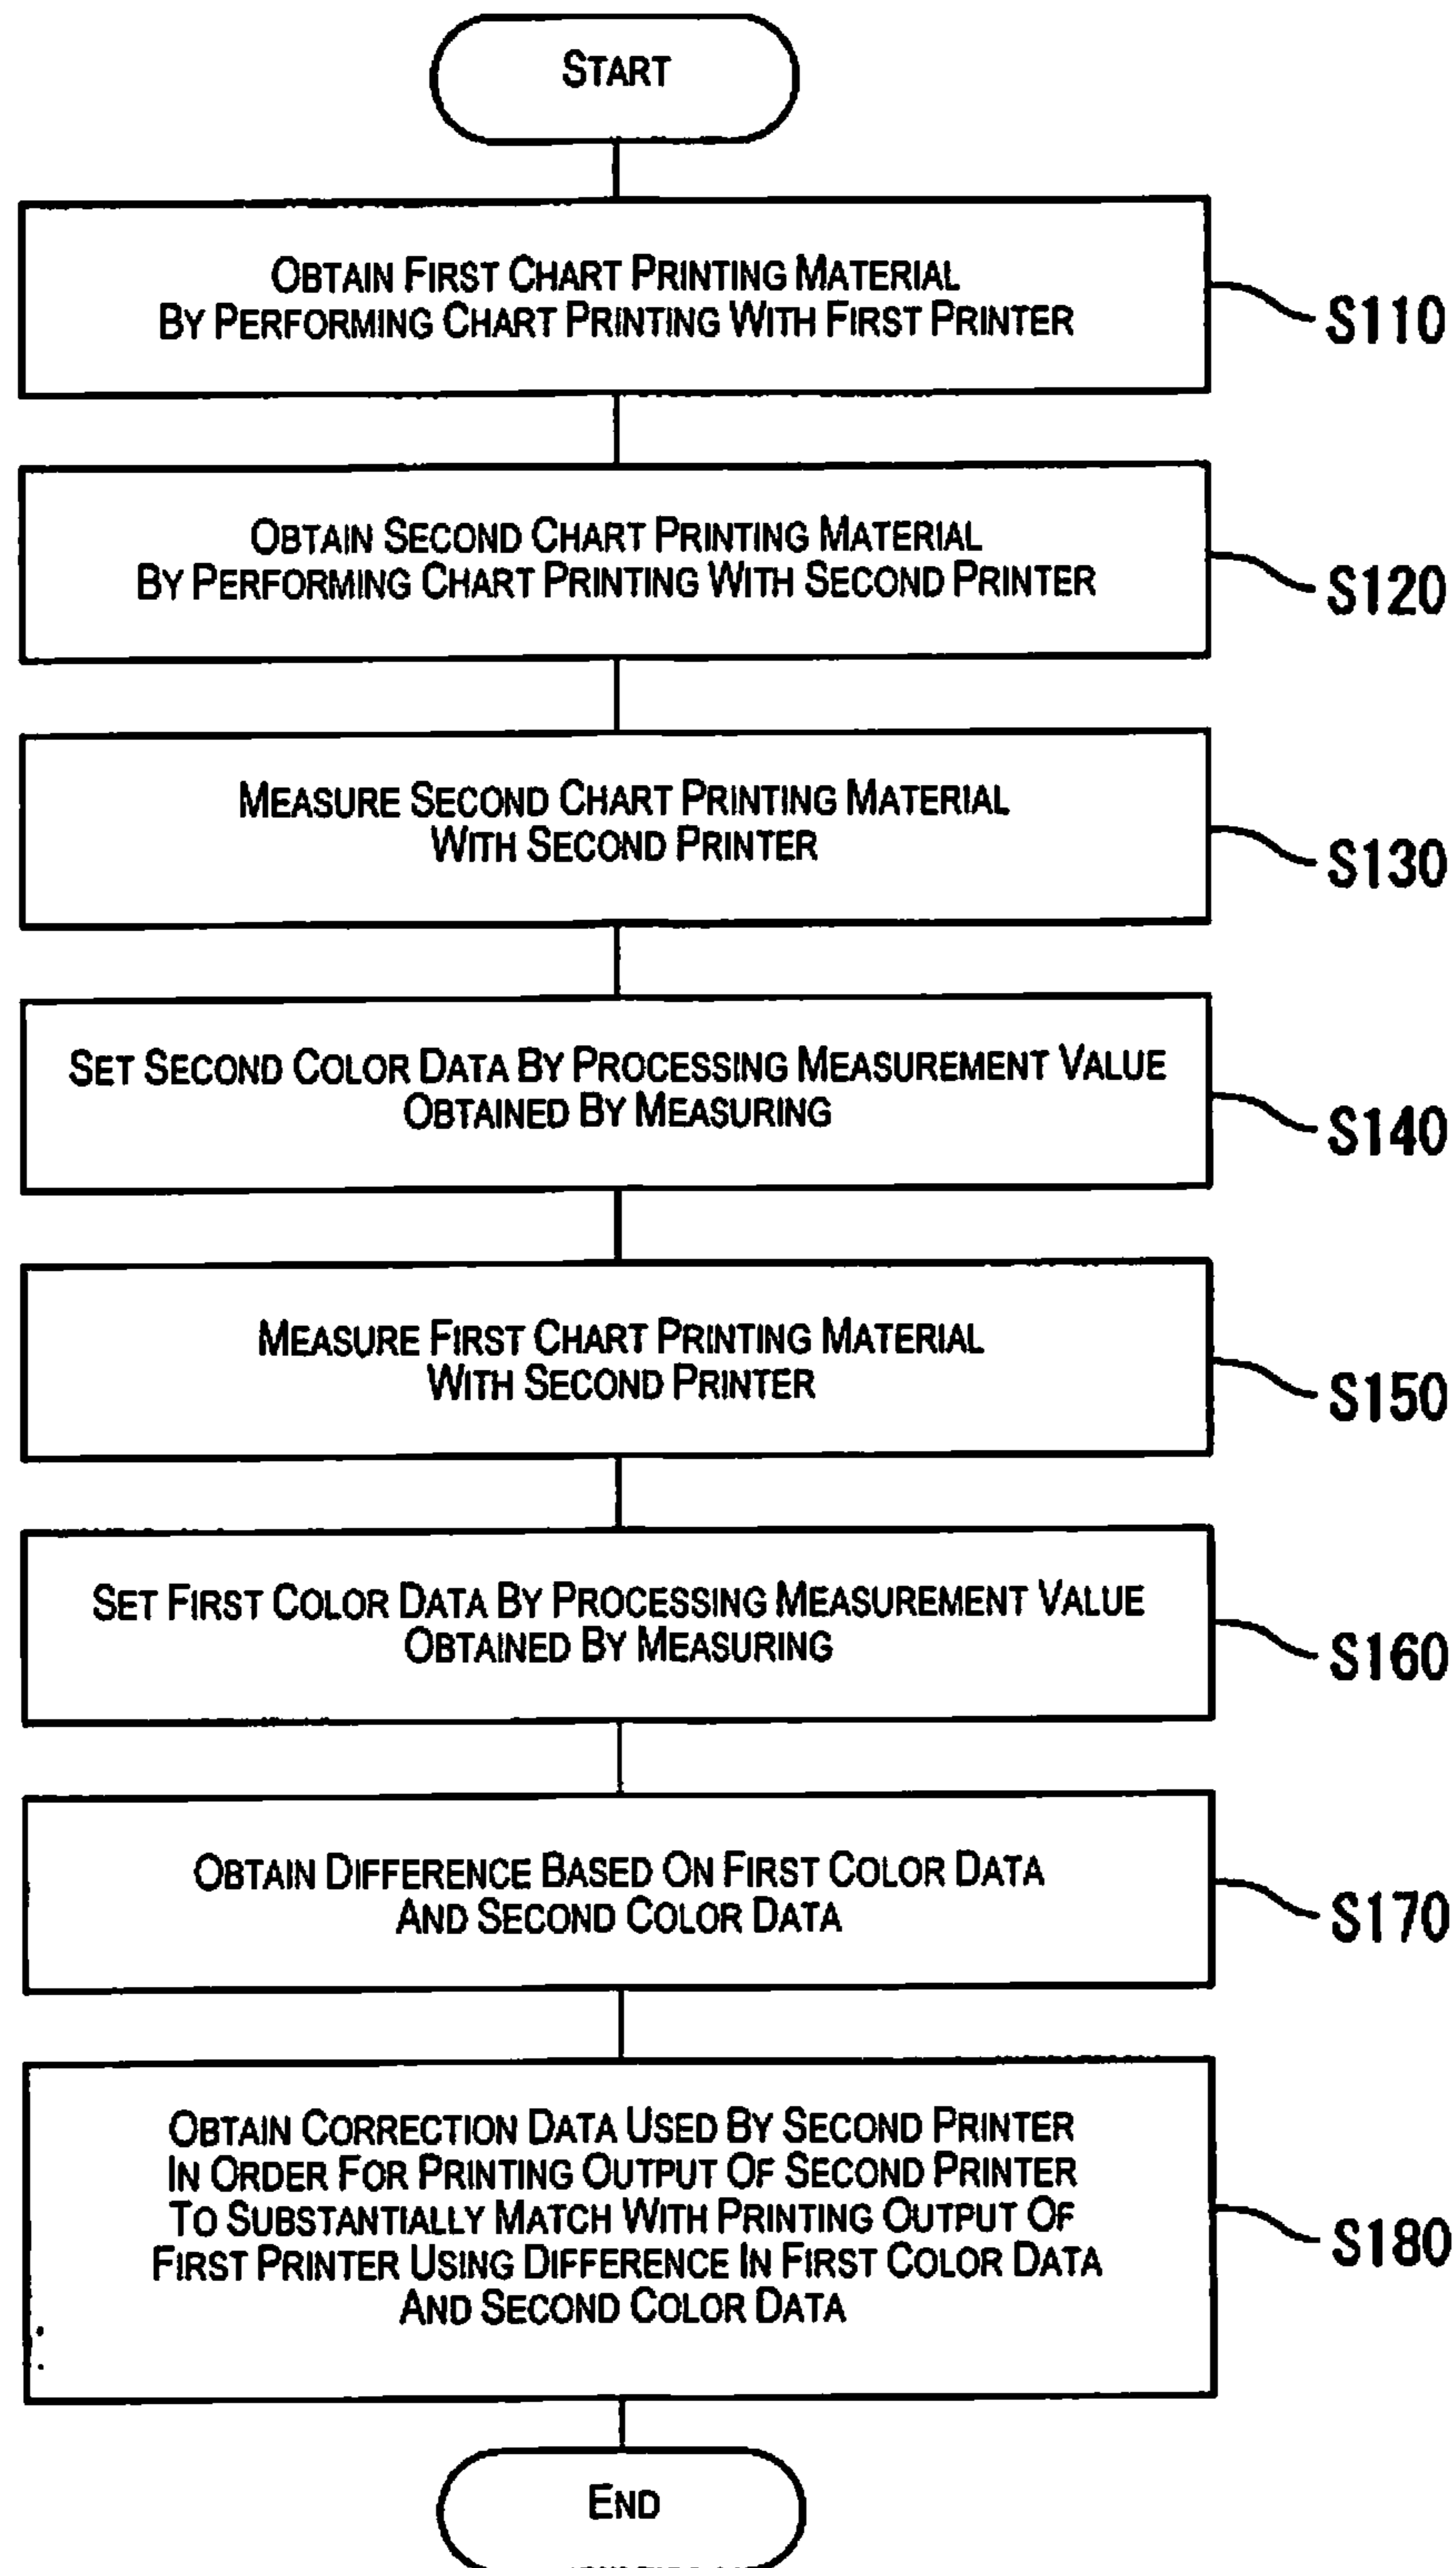 START
OBTAIN FIRST CHART PRINTING MATERIAL
BY PERFORMING CHART PRINTING WITH FIRST PRINTER
S110
OBTAIN SECOND CHART PRINTING MATERIAL
BY PERFORMING CHART PRINTING WITH SECOND PRINTER
S120
MEASURE SECOND CHART PRINTING MATERIAL
WITH SECOND PRINTER
S130
SET SECOND COLOR DATA BY PROCESSING MEASUREMENT VALUE
OBTAINED BY MEASURING
S140
MEASURE FIRST CHART PRINTING MATERIAL
WITH SECOND PRINTER
S150
SET FIRST COLOR DATA BY PROCESSING MEASUREMENT VALUE
OBTAINED BY MEASURING
S160
OBTAIN DIFFERENCE BASED ON FIRST COLOR DATA
AND SECOND COLOR DATA
S170
OBTAIN CORRECTION DATA USED BY SECOND PRINTER
IN ORDER FOR PRINTING OUTPUT OF SECOND PRINTER
TO SUBSTANTIALLY MATCH WITH PRINTING OUTPUT OF
FIRST PRINTER USING DIFFERENCE IN FIRST COLOR DATA
AND SECOND COLOR DATA
S180
END